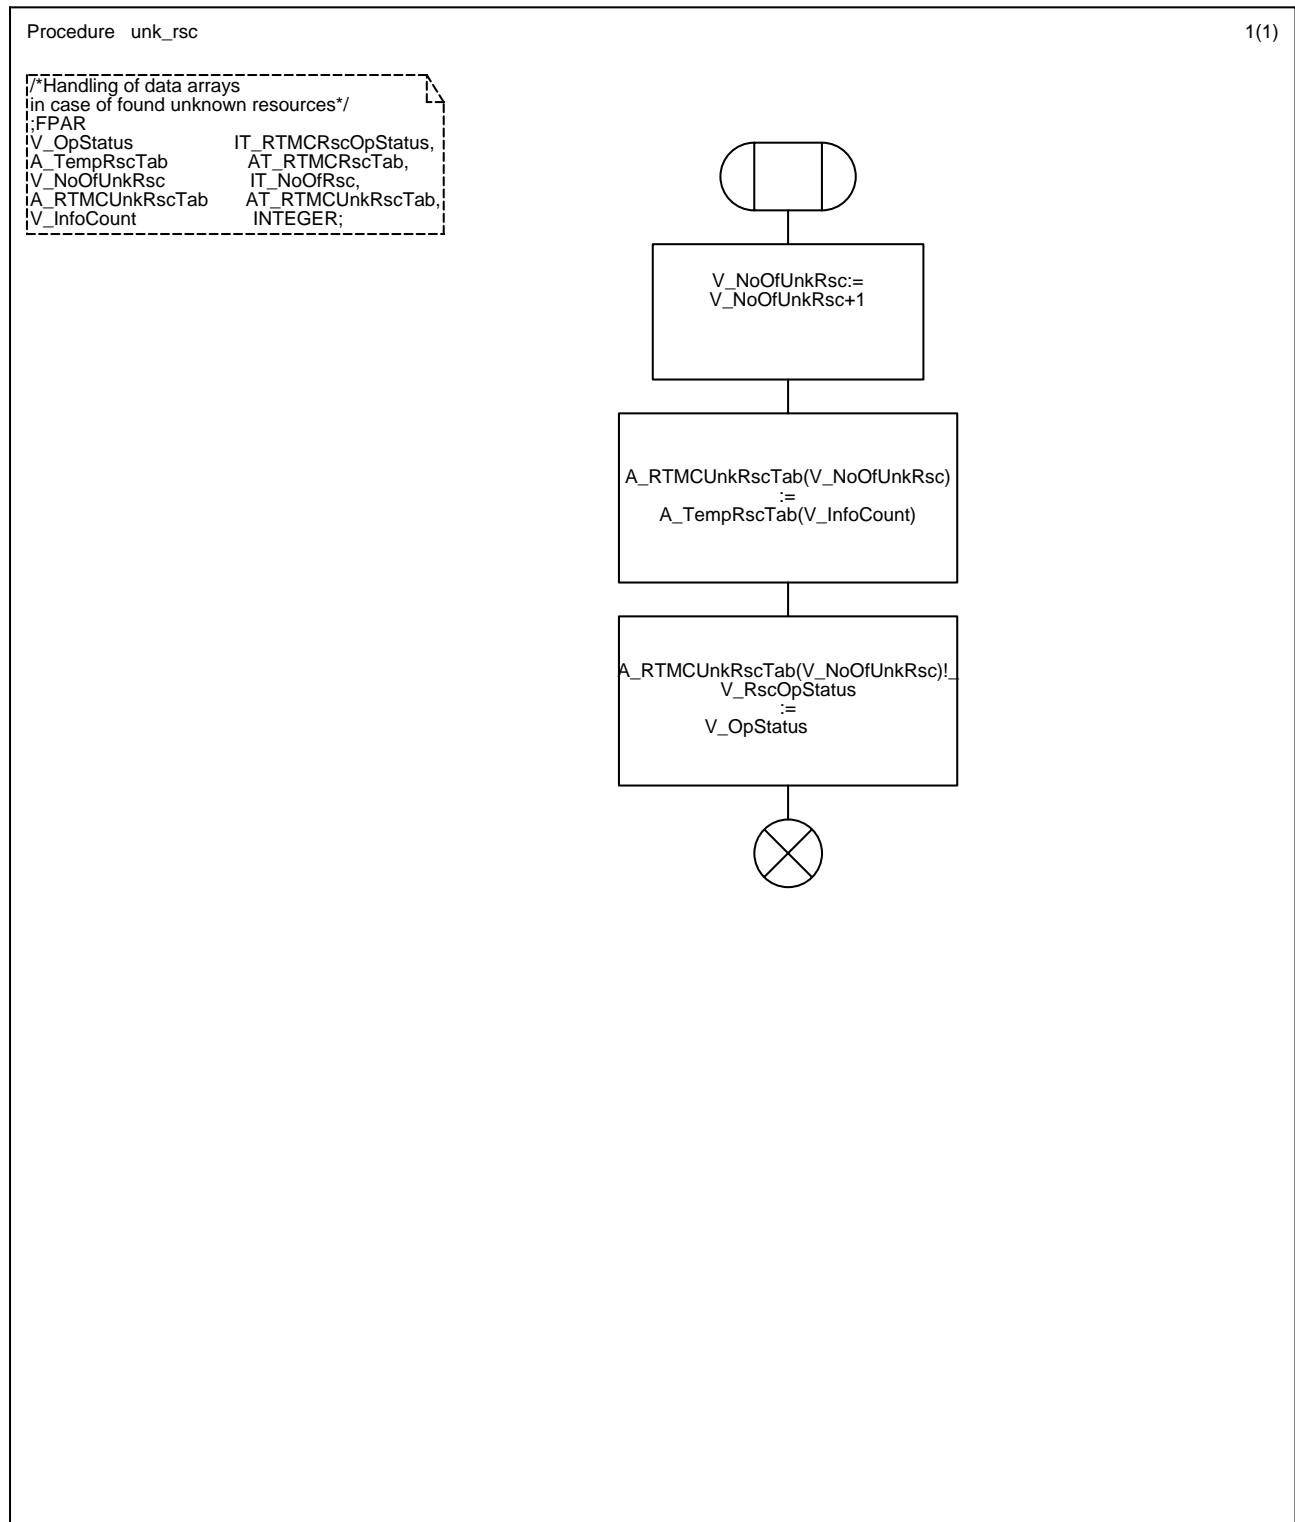 Procedure unk_rsc 1(1)
/*Handling of data arrays
in case of found unknown resources*/
;FPAR
V_OpStatus IT_RTMCRscOpStatus,
A_TempRscTab AT_RTMCRscTab,
V_NoOfUnkRsc IT_NoOfRsc,
A_RTMCUnkRscTab AT_RTMCUnkRscTab,
V_InfoCount INTEGER;
V_NoOfUnkRsc:=
V_NoOfUnkRsc+1
A_RTMCUnkRscTab(V_NoOfUnkRsc)
:=
A_TempRscTab(V_InfoCount)
A_RTMCUnkRscTab(V_NoOfUnkRsc)!_
V_RscOpStatus
:=
V_OpStatus